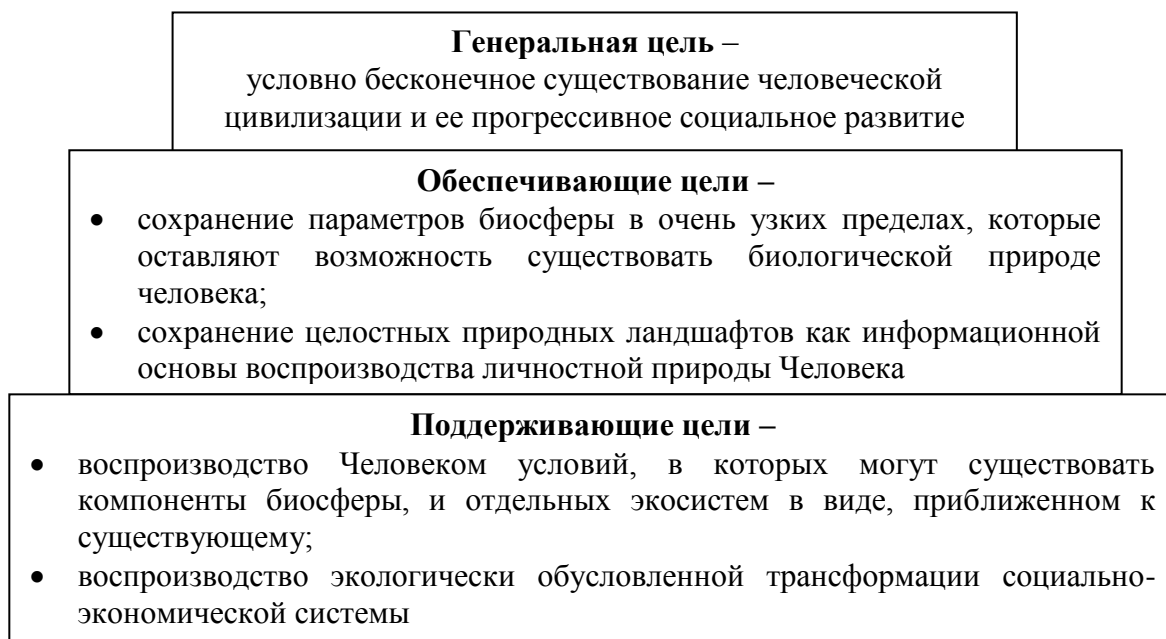 Генеральная цель –
условно бесконечное существование человеческой
цивилизации и ее прогрессивное социальное развитие
Обеспечивающие цели –
• сохранение параметров биосферы в очень узких пределах, которые
оставляют возможность существовать биологической природе
человека;
• сохранение целостных природных ландшафтов как информационной
основы воспроизводства личностной природы Человека
Поддерживающие цели –
• воспроизводство Человеком условий, в которых могут существовать
компоненты биосферы, и отдельных экосистем в виде, приближенном к
существующему;
• воспроизводство экологически обусловленной трансформации социально-
экономической системы